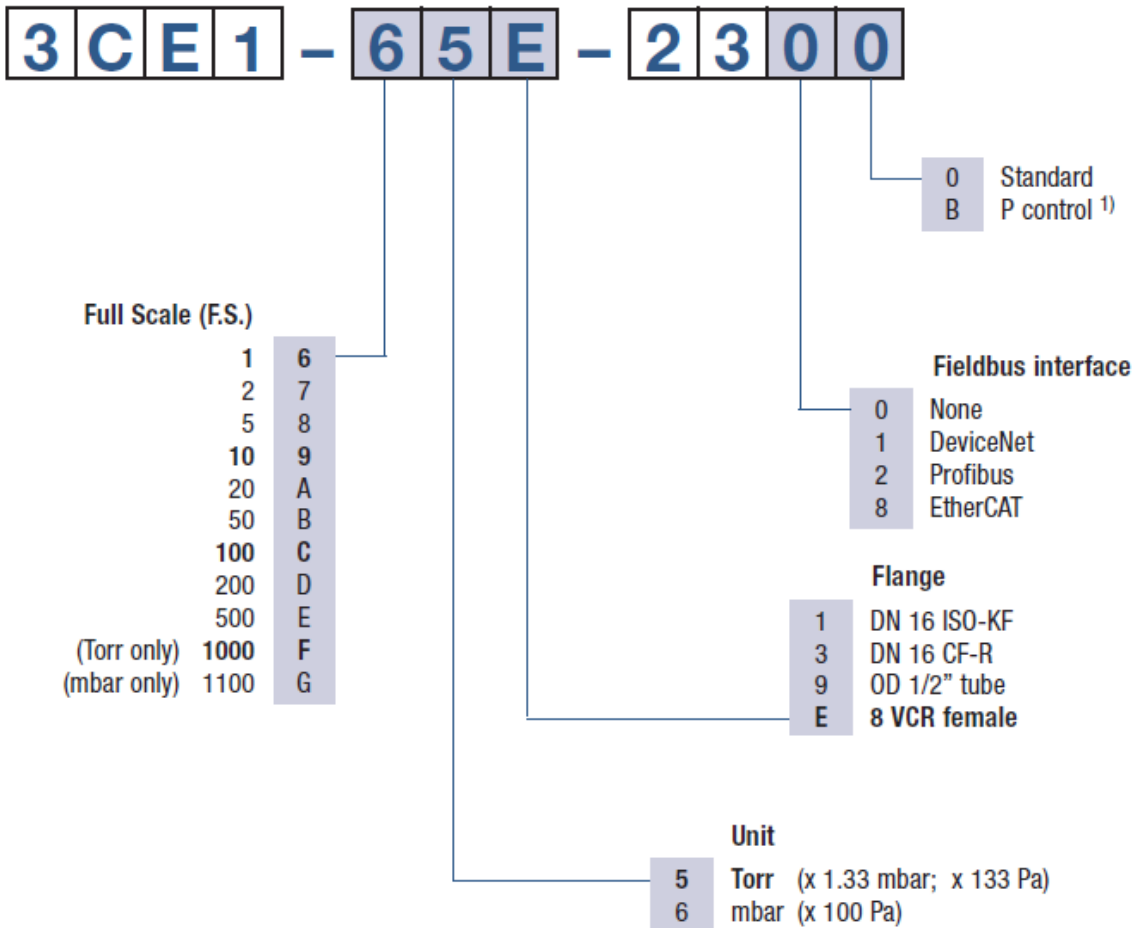 3CE1-65E-2300
0 Standard
B P control 1)
Full Scale (F.S.)
1 6
2 7
5 8
10 9
20 A
50 B
100 C
200 D
500 E
(Torr only) 1000 F
(mbar only) 1100 G
Fieldbus interface
0 None
1 DeviceNet
2 Profibus
8 EtherCAT
Flange
1 DN 16 ISO-KF
3 DN 16 CF-R
9 OD 1/2” tube
E 8 VCR female
Unit
5 Torr (x 1.33 mbar; x 133 Pa)
6 mbar (x 100 Pa)